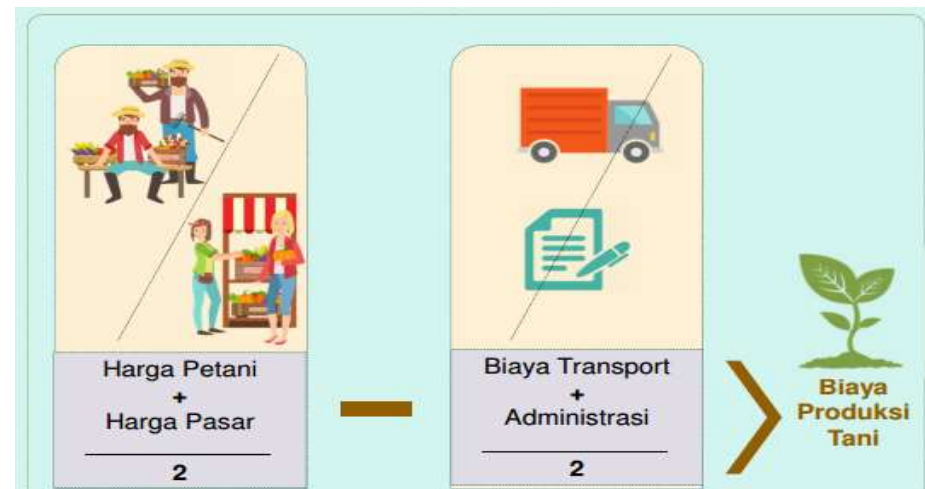 Harga Petani
+
Harga Pasar
2
Biaya Transport
+
Administrasi
2
Biaya
Produksi
Tani